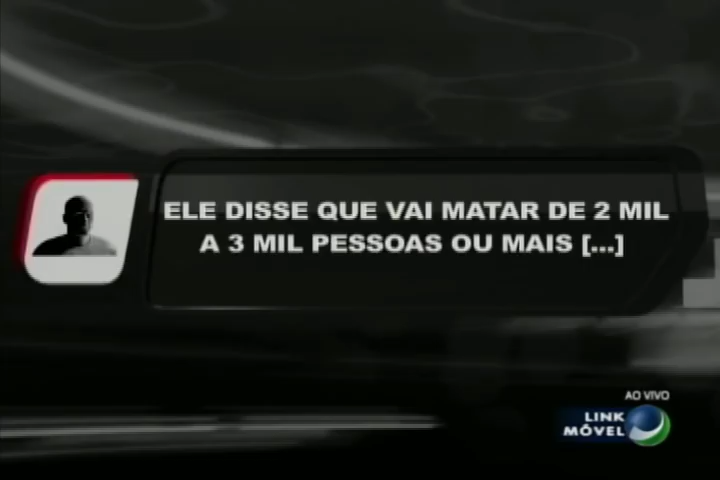 ELE DISSE QUE VAI MATAR DE 2 MIL
A 3 MIL PESSOAS OU MAIS [...]
AO VIVO
LINK
MÓVEL